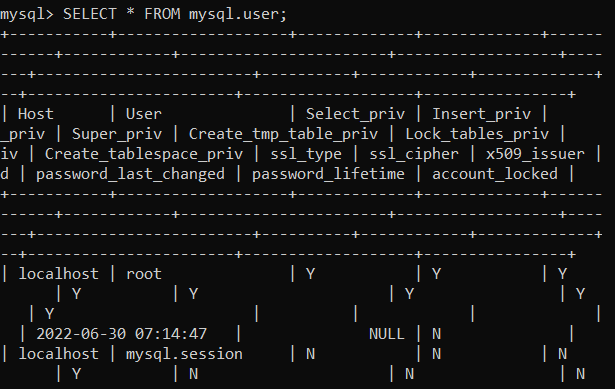 mysql> SELECT * FROM mysql.user;
+-----------+------------------+-------------+-------------+------
------+------------+-----------------------+------------------+
---+------------------------+----------+------------+-------------+
--+-----------------------+-------------------+----------------+
| Host      | User             | Select_priv | Insert_priv |
_priv | Super_priv | Create_tmp_table_priv | Lock_tables_priv |
iv | Create_tablespace_priv | ssl_type | ssl_cipher | x509_issuer |
d | password_last_changed | password_lifetime | account_locked |
+-----------+------------------+-------------+-------------+------
------+------------+-----------------------+------------------+
---+------------------------+----------+------------+-------------+
--+-----------------------+-------------------+----------------+
| localhost | root             | Y           | Y           | Y
      | Y          | Y                     | Y                | Y
   | Y                      |          |            |             |
  | 2022-06-30 07:14:47   |              NULL | N              |
| localhost | mysql.session    | N           | N           | N
      | Y          | N                     | N                | N